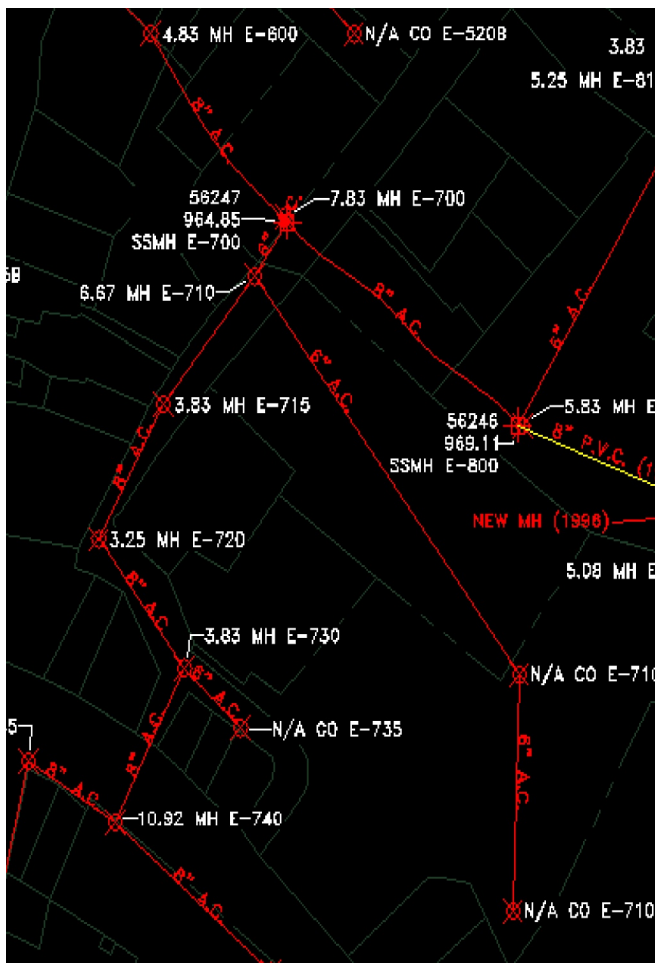 4.83 MH E-600
N/A CO E-520B
3.83
5.25 MH E-81
8" A.C.
56247
964.85
SSMH E-700
7.83 MH E-700
6.67 MH E-710
8" A.C.
6" A.C.
6" A.C.
3.83 MH E-715
56246
969.11
SSMH E-800
5.83 MH E
8" P.V.C. (1
8" A.C.
NEW MH (1996)
3.25 MH E-720
5.08 MH E
8" A.C.
3.83 MH E-730
6" A.C.
N/A CO E-710
N/A CO E-735
8" A.C.
6" A.C.
8" A.C.
10.92 MH E-740
8" A.C.
N/A CO E-710